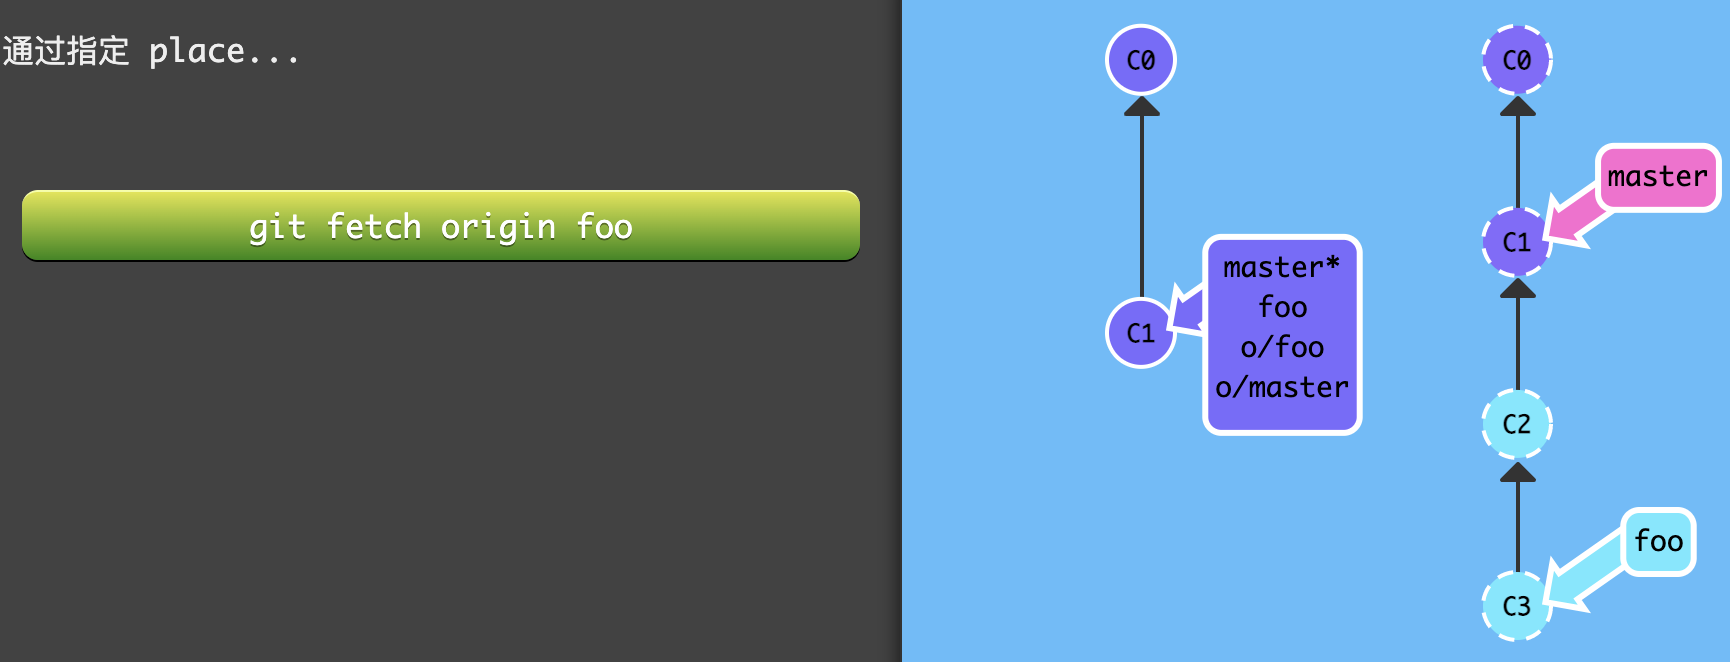 通过指定 place...
git fetch origin foo
C0
C1
master*
foo
o/foo
o/master
C0
master
C1
C2
foo
C3